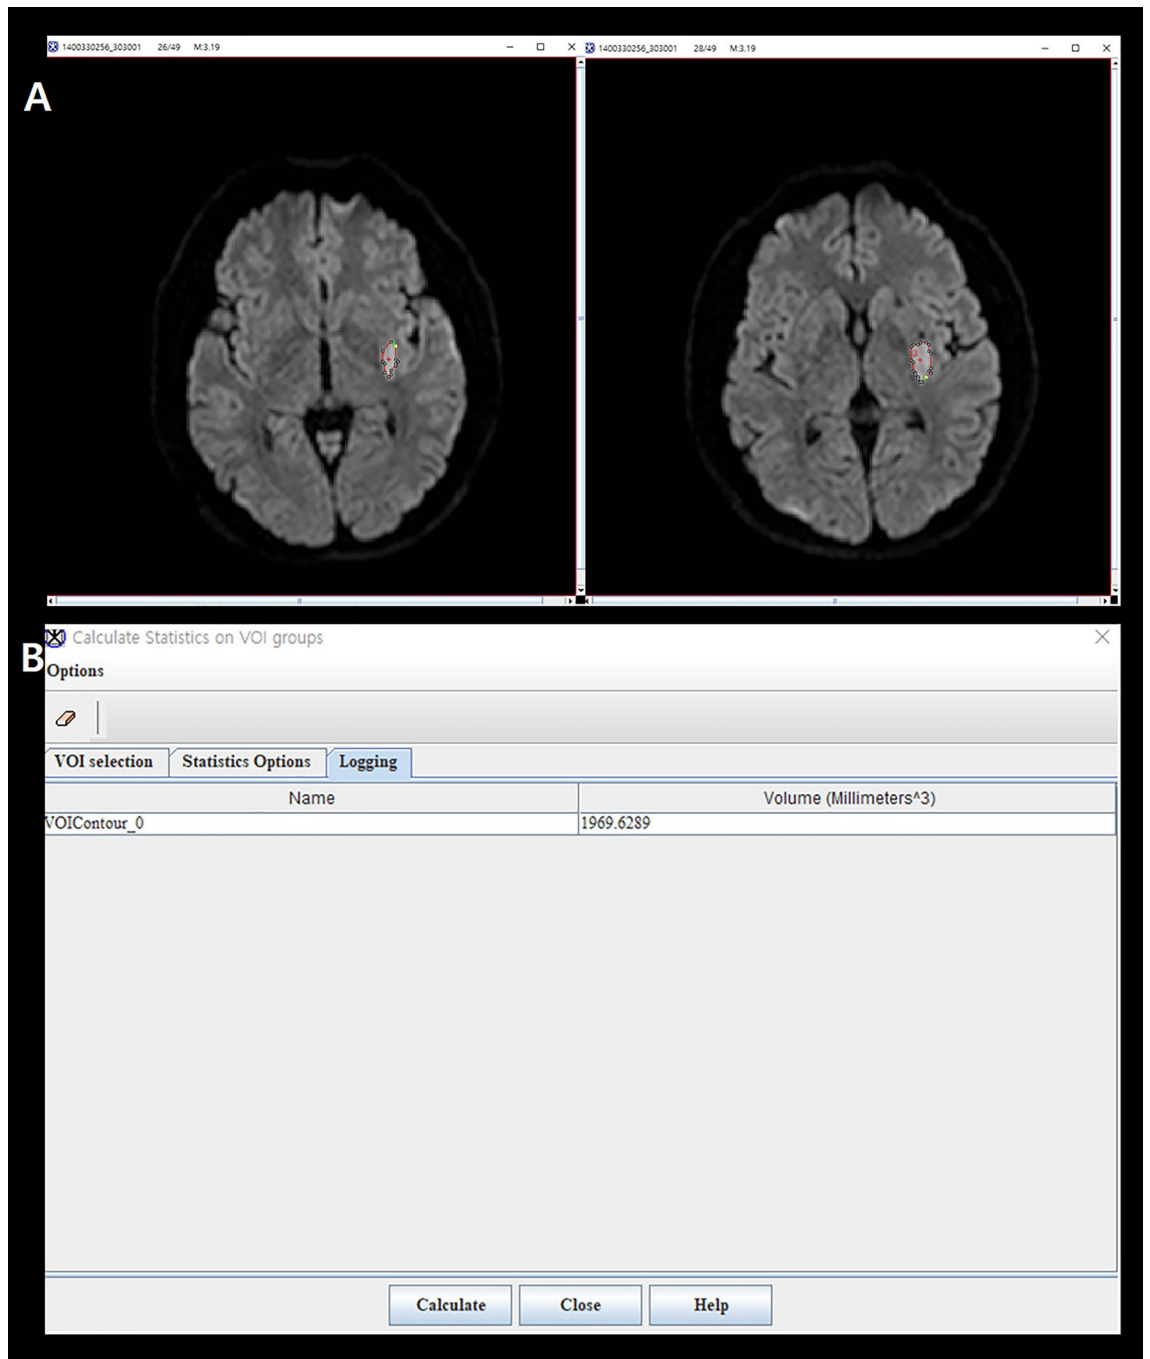 A
1400330256_303001 26/49 M:3.19
1400330256_303001 28/49 M:3.19
B
Calculate Statistics on VOI groups
Options
VOI selection Statistics Options Logging
Name Volume (Millimeters^3)
VOIContour_0 1969.6289
Calculate Close Help